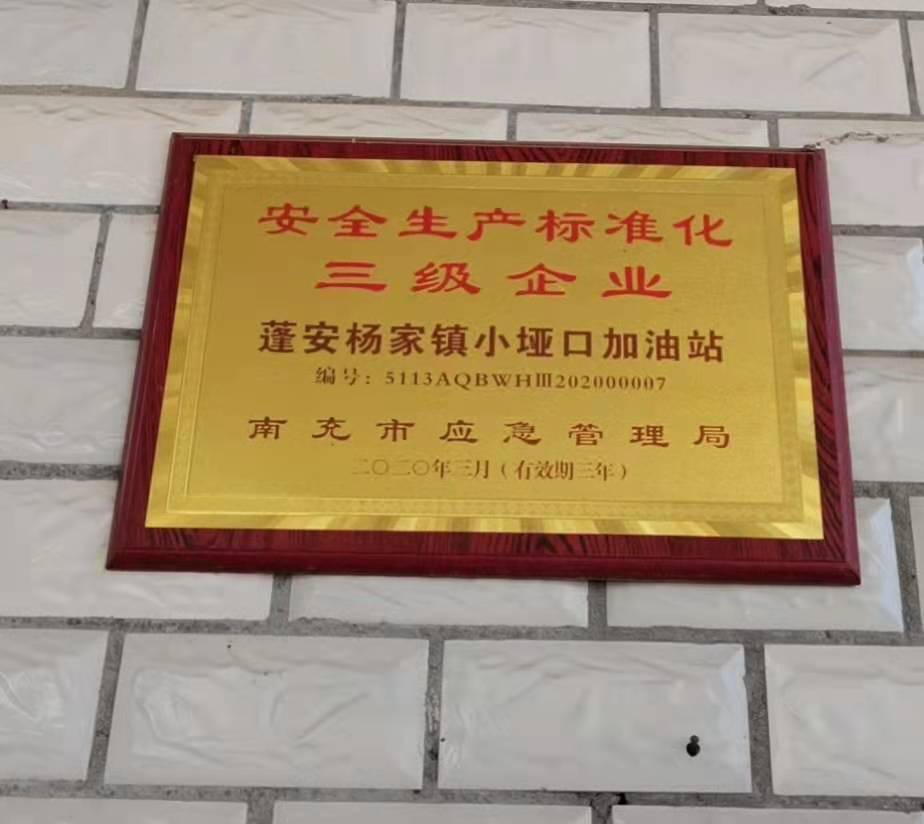 安全生产标准化
三级企业
蓬安杨家镇小垭口加油站
编号：5113AQBWHⅢ202000007
南充市应急管理局
二〇二〇年三月（有效期三年）